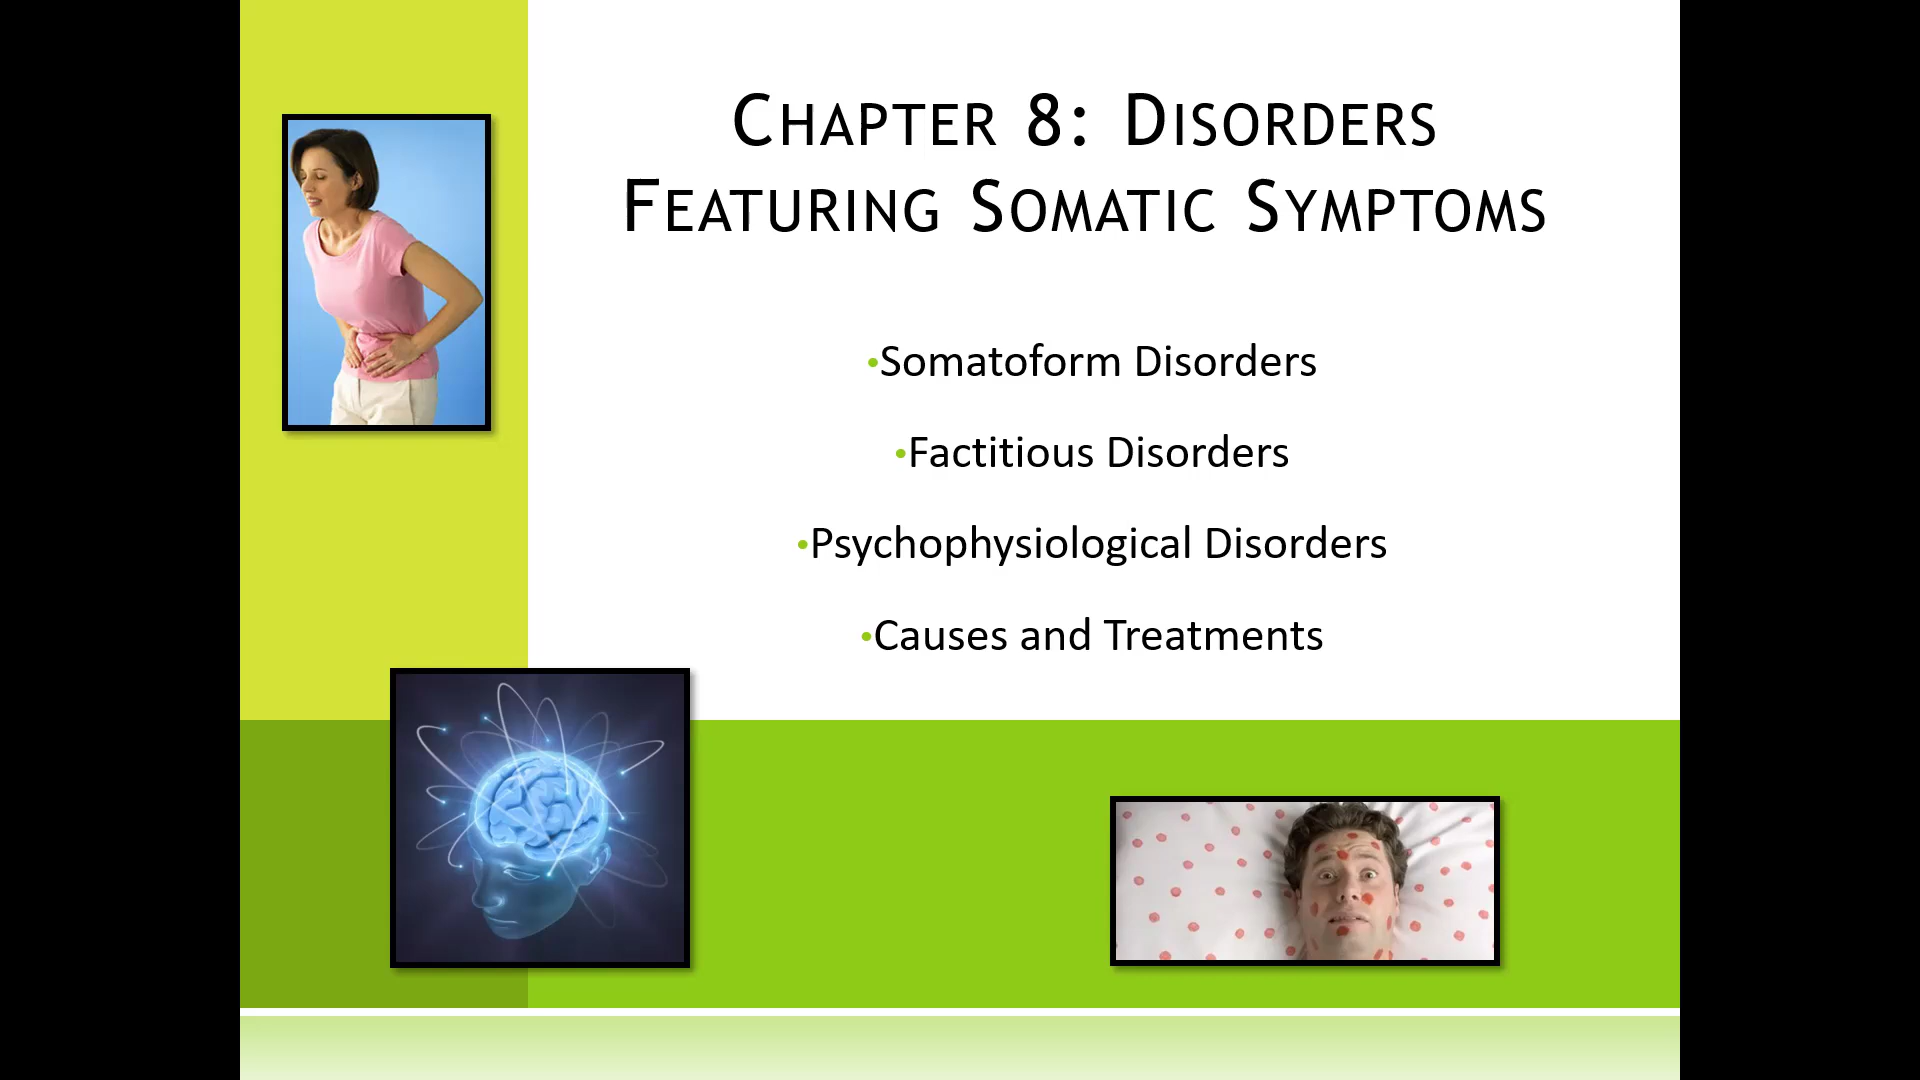 Chapter 8: Disorders
Featuring Somatic Symptoms
•Somatoform Disorders
•Factitious Disorders
•Psychophysiological Disorders
•Causes and Treatments